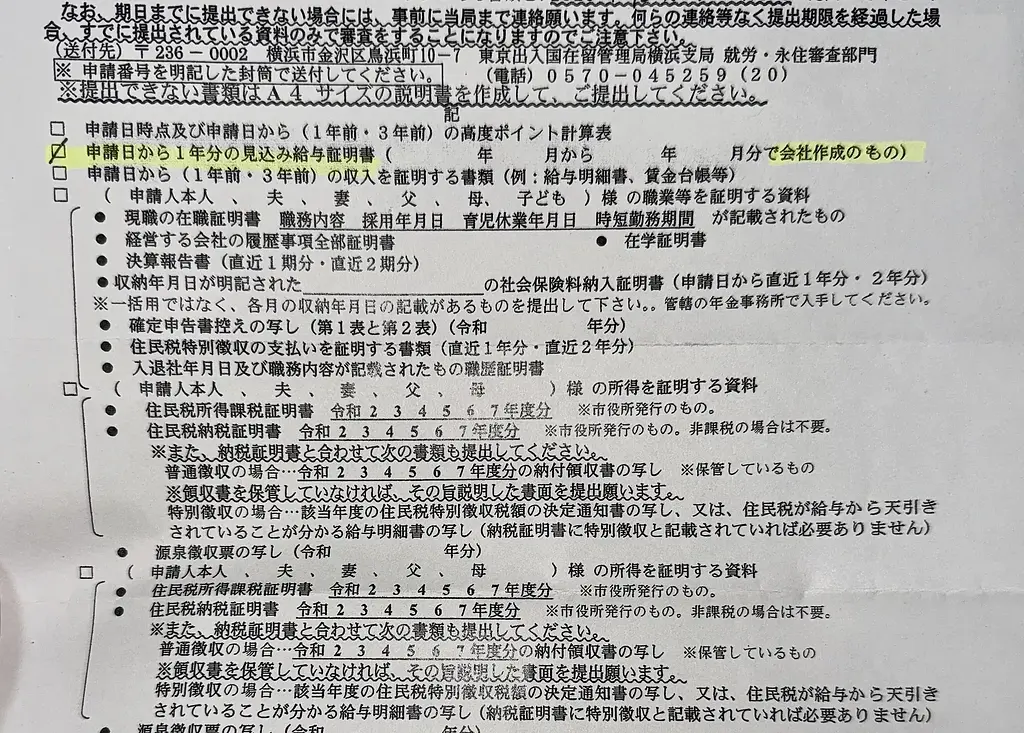 なお、期日までに提出できない場合には、事前に当局まで連絡願います。何らの連絡等なく提出期限を経過した場
合、すでに提出されている資料のみで審査をすることになりますのでご注意下さい。
(送付先)〒236-0002 横浜市金沢区鳥浜町10-7 東京出入国在留管理局横浜支局 就労・永住審査部門
※ 申請番号を明記した封筒で送付してください。 (電話)0570-045259(20)
※提出できない書類はA4サイズの説明書を作成して、ご提出してください。
記
□ 申請日時点及び申請日から(1年前・3年前)の高度ポイント計算表
☑ 申請日から1年分の見込み給与証明書( 年 月から 年 月分で会社作成のもの)
□ 申請日から(1年前・3年前)の収入を証明する書類(例:給与明細書、賃金台帳等)
□ ( 申請人本人 、 夫 、 妻 、 父 、 母、 子ども )様 の職業等を証明する資料
● 現職の在職証明書 職務内容 採用年月日 育児休業年月日 時短勤務期間 が記載されたもの
● 経営する会社の履歴事項全部証明書 ● 在学証明書
● 決算報告書(直近1期分・直近2期分)
●収納年月日が明記された の社会保険料納入証明書(申請日から直近1年分・2年分)
※一括用ではなく、各月の収納年月日の記載があるものを提出して下さい。。管轄の年金事務所で入手してください。
● 確定申告書控えの写し(第1表と第2表)(令和 年分)
● 住民税特別徴収の支払いを証明する書類(直近1年分・直近2年分)
● 入退社年月日及び職務内容が記載されたもの職歴証明書
□ ( 申請人本人 、 夫 、 妻 、 父 、 母 )様 の所得を証明する資料
● 住民税所得課税証明書 令和 2 3 4 5 6 7年度分 ※市役所発行のもの。
● 住民税納税証明書 令和 2 3 4 5 6 7年度分 ※市役所発行のもの。非課税の場合は不要。
※また、納税証明書と合わせて次の書類も提出してください。
普通徴収の場合…令和 2 3 4 5 6 7年度分の納付領収書の写し ※保管しているもの
※領収書を保管していなければ、その旨説明した書面を提出願います。
特別徴収の場合…該当年度の住民税特別徴収税額の決定通知書の写し、又は、住民税が給与から天引き
されていることが分かる給与明細書の写し(納税証明書に特別徴収と記載されていれば必要ありません)
● 源泉徴収票の写し(令和 年分)
□ ( 申請人本人 、 夫 、 妻 、 父 、 母 )様 の所得を証明する資料
● 住民税所得課税証明書 令和 2 3 4 5 6 7年度分 ※市役所発行のもの。
● 住民税納税証明書 令和 2 3 4 5 6 7年度分 ※市役所発行のもの。非課税の場合は不要。
※また、納税証明書と合わせて次の書類も提出してください。
普通徴収の場合…令和 2 3 4 5 6 7年度分の納付領収書の写し ※保管しているもの
※領収書を保管していなければ、その旨説明した書面を提出願います。
特別徴収の場合…該当年度の住民税特別徴収税額の決定通知書の写し、又は、住民税が給与から天引き
されていることが分かる給与明細書の写し(納税証明書に特別徴収と記載されていれば必要ありません)
● 源泉徴収票の写し(令和 年分)